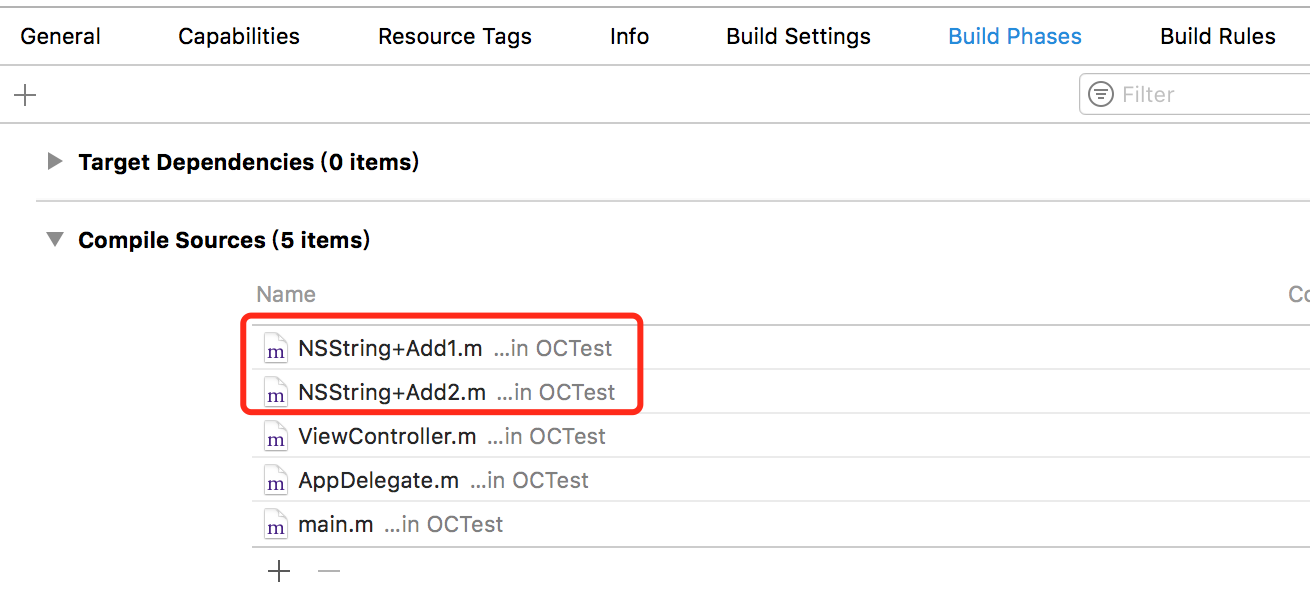 General Capabilities Resource Tags Info Build Settings Build Phases Build Rules
Filter
Target Dependencies (0 items)
Compile Sources (5 items)
Name Co
m NSString+Add1.m ...in OCTest
m NSString+Add2.m ...in OCTest
m ViewController.m ...in OCTest
m AppDelegate.m ...in OCTest
m main.m ...in OCTest